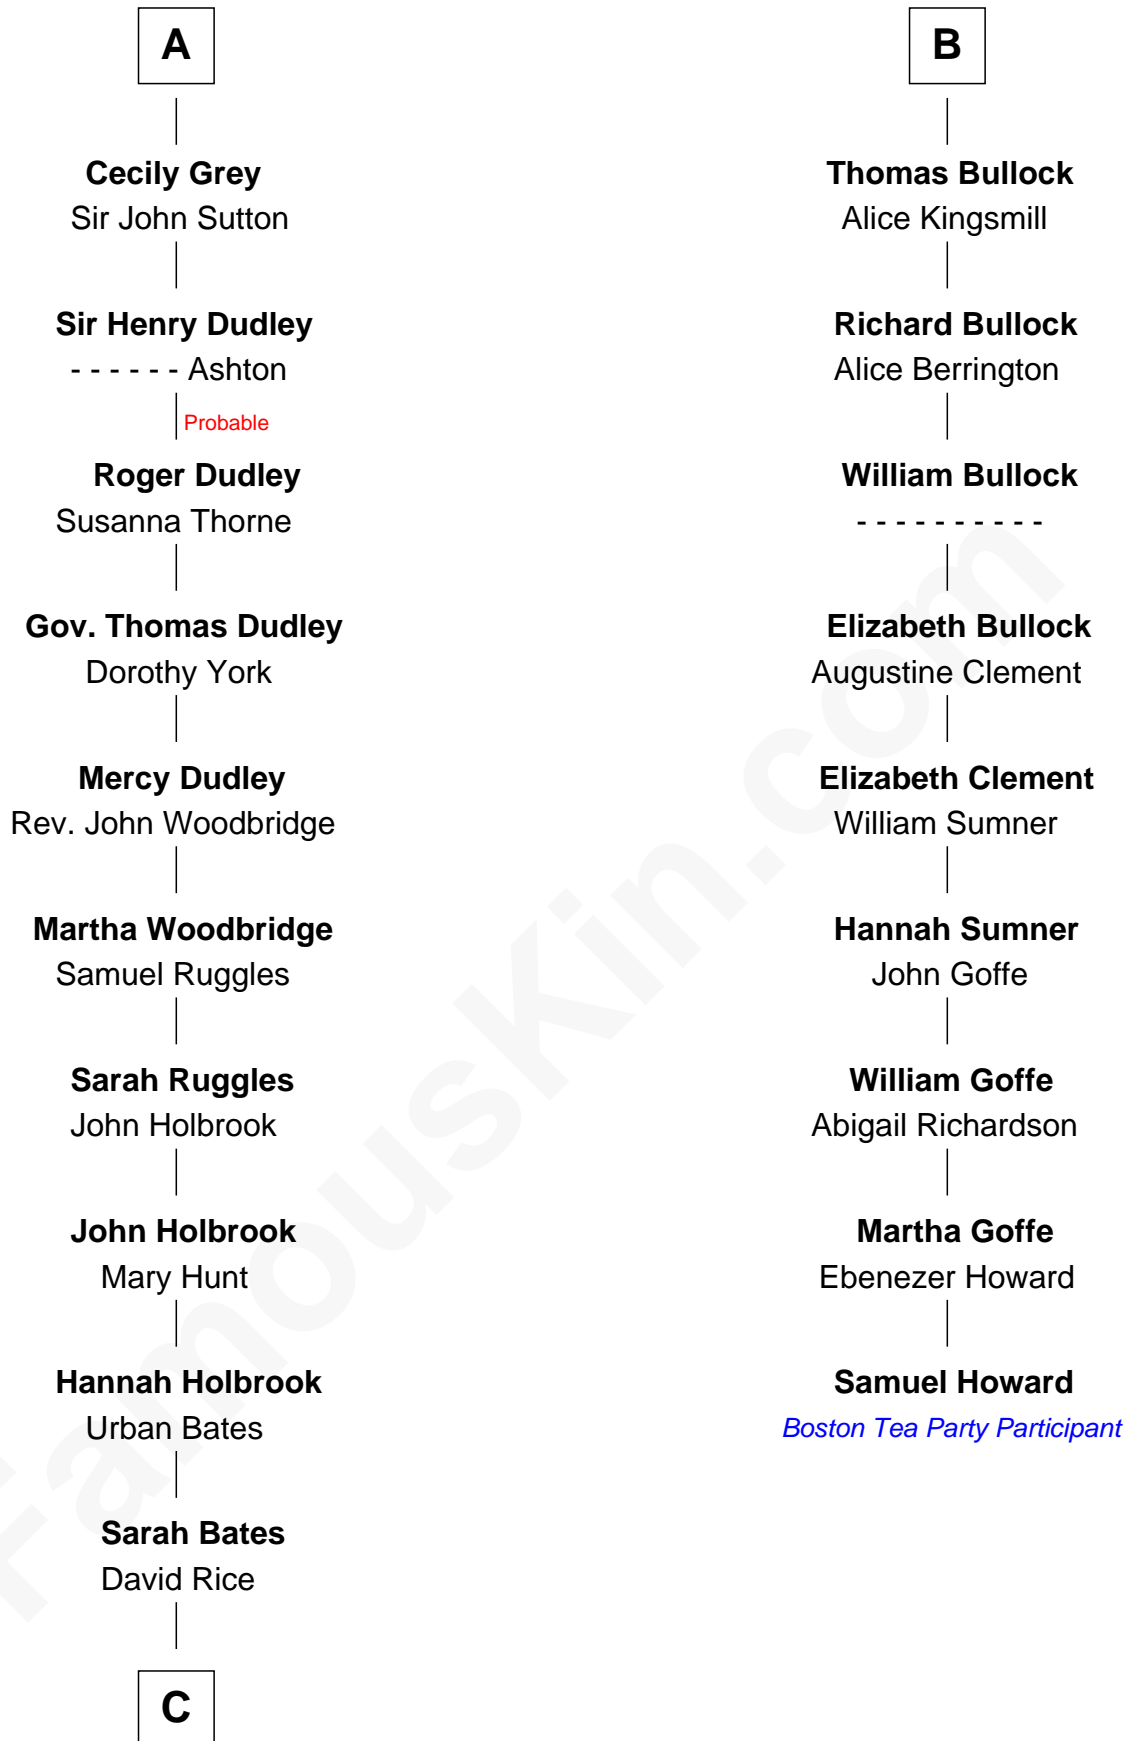 A
Cecily Grey
Sir John Sutton
Sir Henry Dudley
- - - - - - Ashton
Probable
Roger Dudley
Susanna Thorne
Gov. Thomas Dudley
Dorothy York
Mercy Dudley
Rev. John Woodbridge
Martha Woodbridge
Samuel Ruggles
Sarah Ruggles
John Holbrook
John Holbrook
Mary Hunt
Hannah Holbrook
Urban Bates
Sarah Bates
David Rice
C
B
Thomas Bullock
Alice Kingsmill
Richard Bullock
Alice Berrington
William Bullock
- - - - - - - - - -
Elizabeth Bullock
Augustine Clement
Elizabeth Clement
William Sumner
Hannah Sumner
John Goffe
William Goffe
Abigail Richardson
Martha Goffe
Ebenezer Howard
Samuel Howard
Boston Tea Party Participant
FamousKin.com